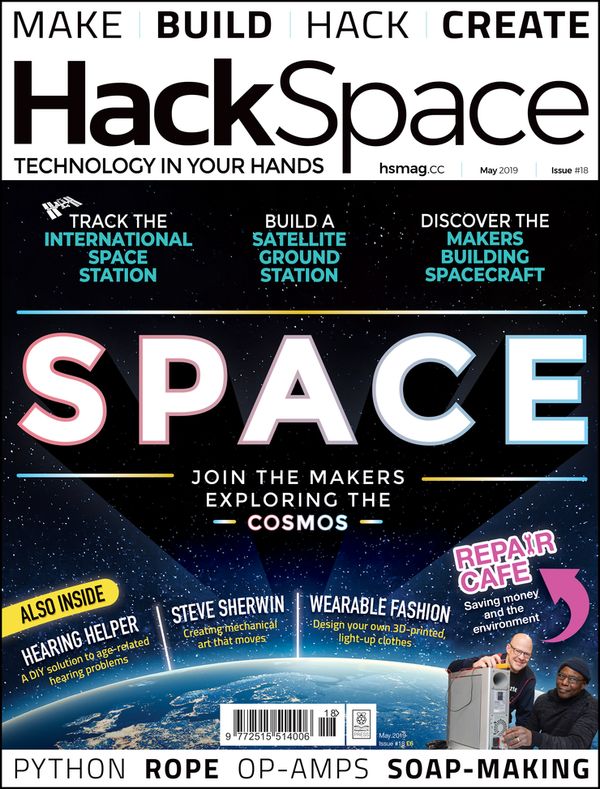 MAKE BUILD HACK CREATE
HackSpace
TECHNOLOGY IN YOUR HANDS
hsmag.cc May 2019 Issue #18
TRACK THE
INTERNATIONAL
SPACE
STATION
BUILD A
SATELLITE
GROUND
STATION
DISCOVER THE
MAKERS
BUILDING
SPACECRAFT
SPACE
JOIN THE MAKERS
EXPLORING THE
COSMOS
ALSO INSIDE
HEARING HELPER
A DIY solution to age-related
hearing problems
STEVE SHERWIN
Creating mechanical
art that moves
WEARABLE FASHION
Design your own 3D-printed,
light-up clothes
REPAIR
CAFE
Saving money
and the
environment
18>
9 772515 514006
May 2019
Issue #18 £6
PYTHON ROPE OP-AMPS SOAP-MAKING